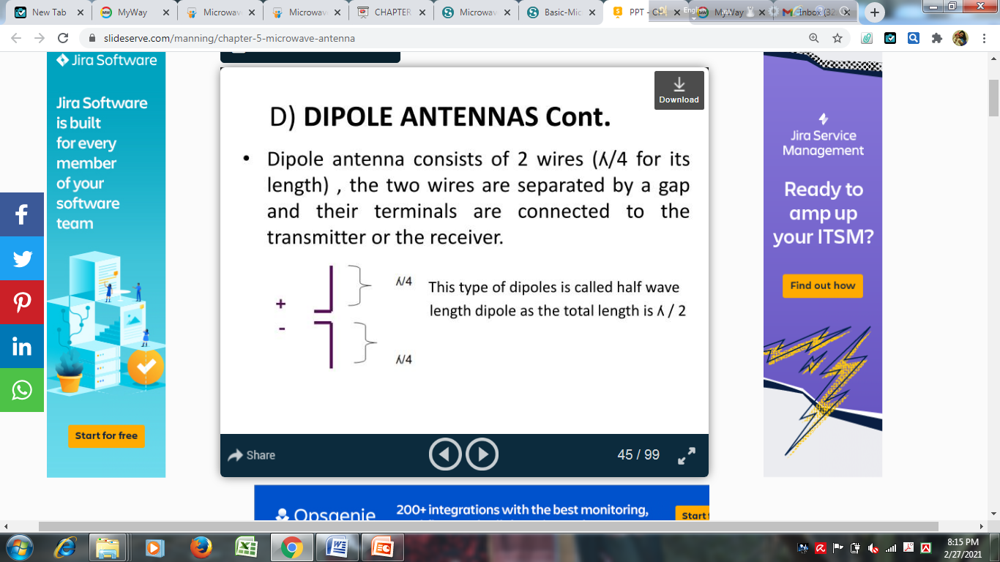 New Tab
MyWay
Microwav
Microwav
CHAPTER
Microwav
Basic-Mic
PPT - CH
English
MyWay
Inbox (32
slideserve.com/manning/chapter-5-microwave-antenna
Jira Software
Jira Software
is built
for every
member
of your
software
team
Start for free
Download
D) DIPOLE ANTENNAS Cont.
• Dipole antenna consists of 2 wires (ʎ/4 for its
length) , the two wires are separated by a gap
and their terminals are connected to the
transmitter or the receiver.
ʎ/4
+
-
ʎ/4
This type of dipoles is called half wave
length dipole as the total length is ʎ / 2
Share
45 / 99
Jira Service
Management
Ready to
amp up
your ITSM?
Find out how
Opsgenie
200+ integrations with the best monitoring,
Start
8:15 PM
2/27/2021